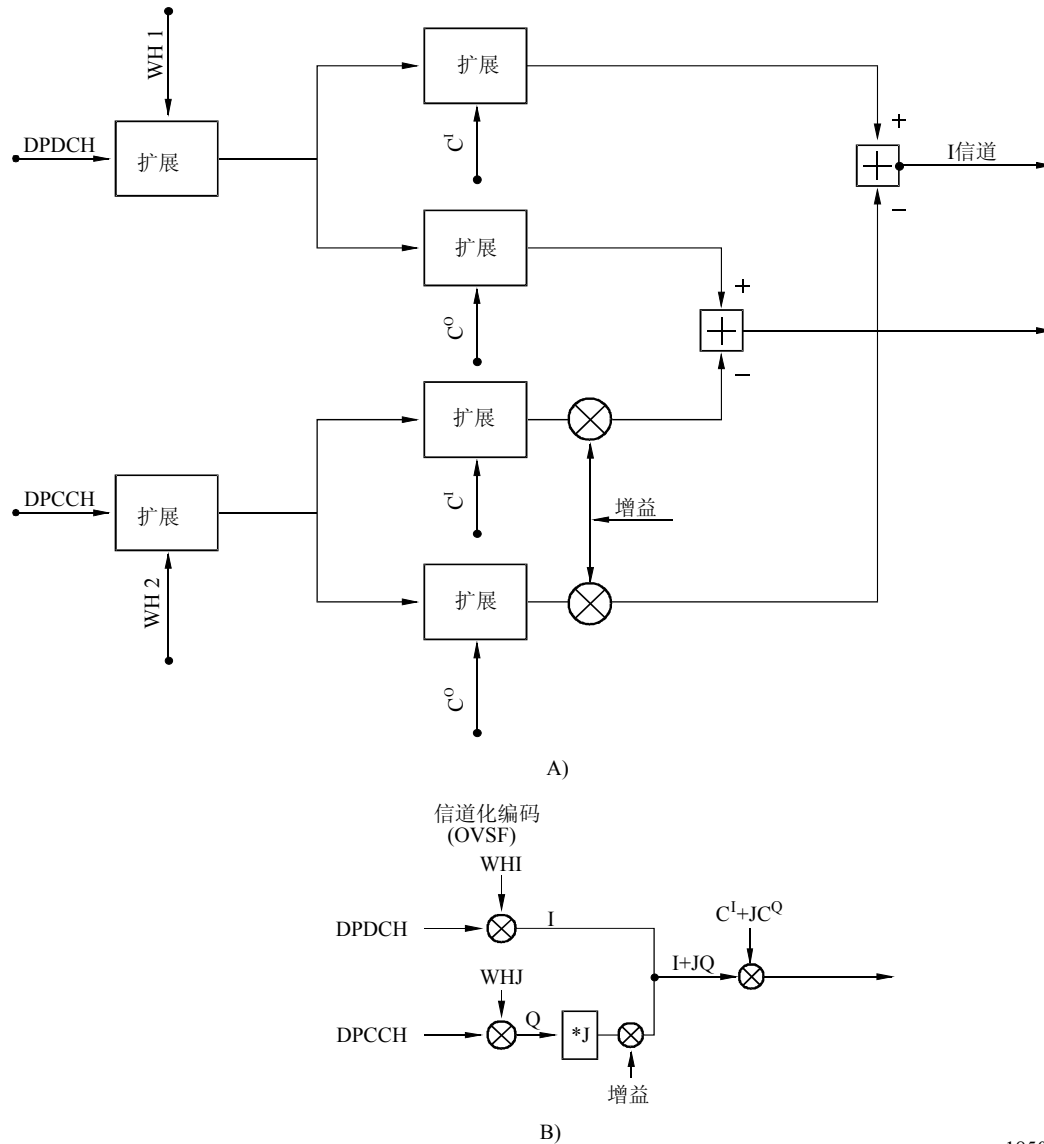 WH 1
DPDCH
扩展
扩展
C^I
+
I信道
−
扩展
C^O
+
−
扩展
C^I
DPCCH
扩展
增益
WH 2
扩展
C^O
A)
信道化编码
(OVSF)
WHI
DPDCH
I
C^I+JC^Q
I+JQ
WHJ
DPCCH
Q
*J
增益
B)